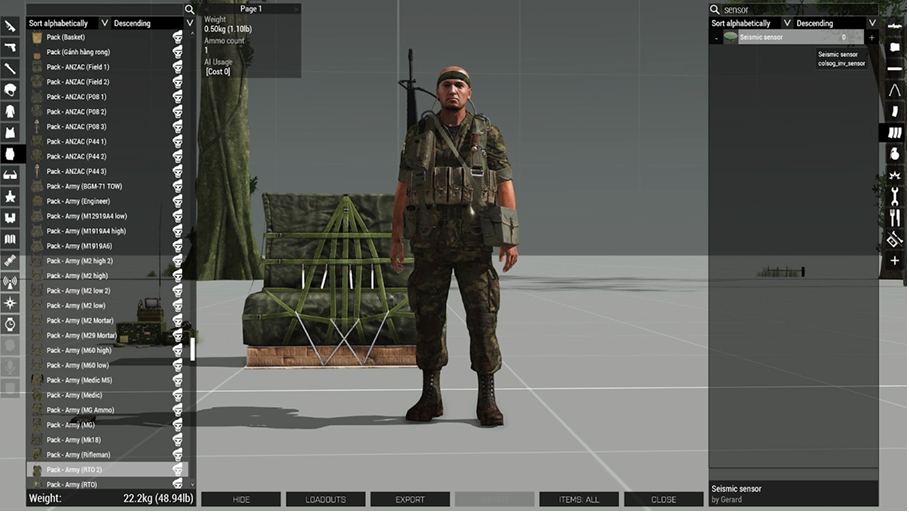 Sort alphabetically
Descending
Pack (Basket)
Pack (Gánh hàng rong)
Pack - ANZAC (Field 1)
Pack - ANZAC (Field 2)
Pack - ANZAC (P08 1)
Pack - ANZAC (P08 2)
Pack - ANZAC (P08 3)
Pack - ANZAC (P44 1)
Pack - ANZAC (P44 2)
Pack - ANZAC (P44 3)
Pack - Army (BGM-71 TOW)
Pack - Army (Engineer)
Pack - Army (M12919A4 low)
Pack - Army (M1919A4 high)
Pack - Army (M1919A6)
Pack - Army (M2 high 2)
Pack - Army (M2 high)
Pack - Army (M2 low 2)
Pack - Army (M2 low)
Pack - Army (M2 Mortar)
Pack - Army (M29 Mortar)
Pack - Army (M60 high)
Pack - Army (M60 low)
Pack - Army (Medic M5)
Pack - Army (Medic)
Pack - Army (MG Ammo)
Pack - Army (MG)
Pack - Army (Mk18)
Pack - Army (Rifleman)
Pack - Army (RTO 2)
Pack - Army (RTO)
Weight: 22.2kg (48.94lb)
Page 1
Weight
0.50kg (1.10lb)
Ammo count
1
AI Usage
[Cost 0]
HIDE
LOADOUTS
EXPORT
ITEMS: ALL
CLOSE
sensor
Sort alphabetically
Descending
- Seismic sensor 0 +
Seismic sensor
colsog_inv_sensor
Seismic sensor
by Gerard